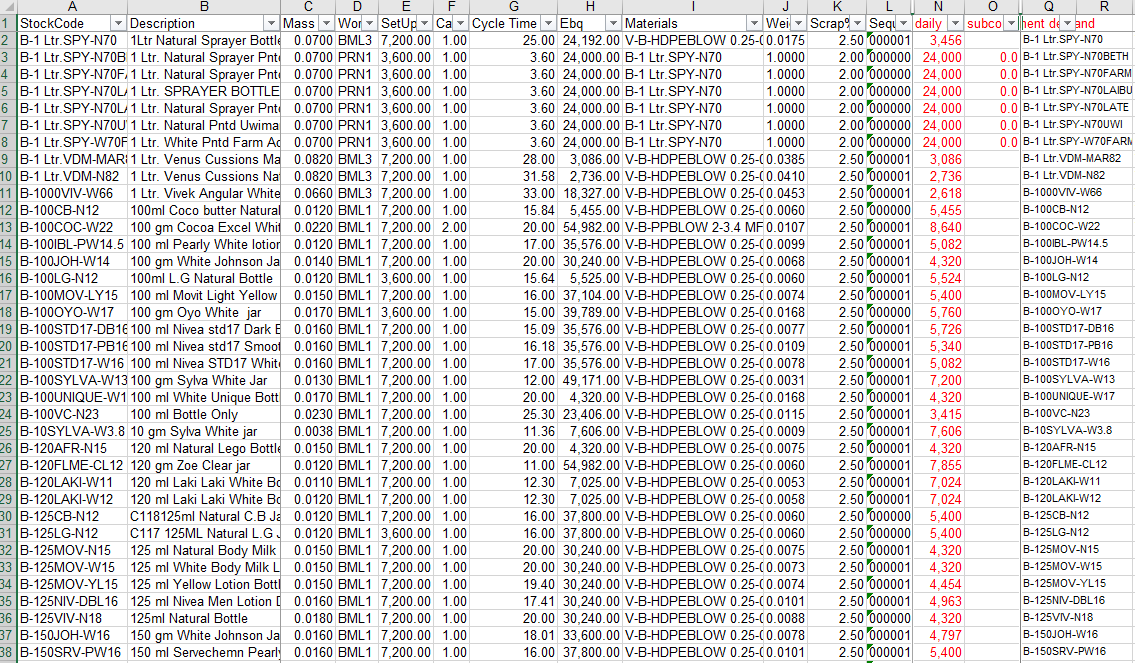 A B C D E F G H I J K L N O Q R
1 StockCode Description Mass Wor SetUp Ca Cycle Time Ebq Materials Wei Scrap% Sequ daily subco hent de and
2 B-1 Ltr.SPY-N70 1Ltr Natural Sprayer Bottle 0.0700 BML3 7,200.00 1.00 25.00 24,192.00 V-B-HDPEBLOW 0.25-0 0.0175 2.50 000001 3,456 B-1 Ltr.SPY-N70
3 B-1 Ltr.SPY-N70B 1 Ltr. Natural Sprayer Pnte 0.0700 PRN1 3,600.00 1.00 3.60 24,000.00 B-1 Ltr.SPY-N70 1.0000 2.00 000000 24,000 0.0 B-1 Ltr.SPY-N70BETH
4 B-1 Ltr.SPY-N70F 1 Ltr. Natural Sprayer Pnte 0.0700 PRN1 3,600.00 1.00 3.60 24,000.00 B-1 Ltr.SPY-N70 1.0000 2.00 000000 24,000 0.0 B-1 Ltr.SPY-N70FARM
5 B-1 Ltr.SPY-N70L 1 Ltr. SPRAYER BOTTLE 0.0700 PRN1 3,600.00 1.00 3.60 24,000.00 B-1 Ltr.SPY-N70 1.0000 2.00 000000 24,000 0.0 B-1 Ltr.SPY-N70LAIBU
6 B-1 Ltr.SPY-N70L 1 Ltr. Natural Sprayer Pnte 0.0700 PRN1 3,600.00 1.00 3.60 24,000.00 B-1 Ltr.SPY-N70 1.0000 2.00 000000 24,000 0.0 B-1 Ltr.SPY-N70LATE
7 B-1 Ltr.SPY-N70U 1 Ltr. Natural Pntd Uwima 0.0700 PRN1 3,600.00 1.00 3.60 24,000.00 B-1 Ltr.SPY-N70 1.0000 2.00 000000 24,000 0.0 B-1 Ltr.SPY-N70UWI
8 B-1 Ltr.SPY-W70F 1 Ltr. White Pntd Farm Ac 0.0700 PRN1 3,600.00 1.00 3.60 24,000.00 B-1 Ltr.SPY-N70 1.0000 2.00 000000 24,000 0.0 B-1 Ltr.SPY-W70FARM
9 B-1 Ltr.VDM-MAR8 1 Ltr. Venus Cussions Ma 0.0820 BML3 7,200.00 1.00 28.00 3,086.00 V-B-HDPEBLOW 0.25-0 0.0385 2.50 000001 3,086 B-1 Ltr.VDM-MAR82
10 B-1 Ltr.VDM-N82 1 Ltr. Venus Cussions Na 0.0820 BML3 7,200.00 1.00 31.58 2,736.00 V-B-HDPEBLOW 0.25-0 0.0410 2.50 000001 2,736 B-1 Ltr.VDM-N82
11 B-1000VIV-W66 1 Ltr. Vivek Angular White 0.0660 BML3 7,200.00 1.00 33.00 18,327.00 V-B-HDPEBLOW 0.25-0 0.0453 2.50 000001 2,618 B-1000VIV-W66
12 B-100CB-N12 100ml Coco butter Natural 0.0120 BML1 7,200.00 1.00 15.84 5,455.00 V-B-HDPEBLOW 0.25-0 0.0060 2.50 000001 5,455 B-100CB-N12
13 B-100COC-W22 100 gm Cocoa Excel Whit 0.0220 BML1 7,200.00 2.00 20.00 54,982.00 V-PPBLOW 2-3.4 MF 0.0107 2.50 000001 8,640 B-100COC-W22
14 B-100IBL-PW14.5 100 ml Pearly White lotion 0.0120 BML1 7,200.00 1.00 17.00 35,576.00 V-B-HDPEBLOW 0.25-0 0.0099 2.50 000001 5,082 B-100IBL-PW14.5
15 B-100JOH-W14 100 gm White Johnson Ja 0.0140 BML1 7,200.00 1.00 20.00 30,240.00 V-B-HDPEBLOW 0.25-0 0.0068 2.50 000001 4,320 B-100JOH-W14
16 B-100LG-N12 100ml L.G Natural Bottle 0.0120 BML1 3,600.00 1.00 15.64 5,525.00 V-B-HDPEBLOW 0.25-0 0.0060 2.50 000001 5,524 B-100LG-N12
17 B-100MOV-LY15 100 ml Movit Light Yellow 0.0150 BML1 7,200.00 1.00 16.00 37,104.00 V-B-HDPEBLOW 0.25-0 0.0074 2.50 000001 5,400 B-100MOV-LY15
18 B-100OYO-W17 100 gm Oyo White jar 0.0170 BML1 3,600.00 1.00 15.00 39,789.00 V-B-HDPEBLOW 0.25-0 0.0168 2.50 000001 5,760 B-100OYO-W17
19 B-100STD17-DB16 100 ml Nivea std17 Dark B 0.0160 BML1 7,200.00 1.00 15.09 35,576.00 V-B-HDPEBLOW 0.25-0 0.0077 2.50 000001 5,726 B-100STD17-DB16
20 B-100STD17-PB16 100 ml Nivea std17 Smoot 0.0160 BML1 7,200.00 1.00 16.18 35,576.00 V-B-HDPEBLOW 0.25-0 0.0109 2.50 000001 5,340 B-100STD17-PB16
21 B-100STD17-W16 100 ml Nivea STD17 White 0.0160 BML1 7,200.00 1.00 17.00 35,576.00 V-B-HDPEBLOW 0.25-0 0.0078 2.50 000001 5,082 B-100STD17-W16
22 B-100SYLVA-W13 100 gm Sylva White Jar 0.0130 BML1 7,200.00 1.00 12.00 49,171.00 V-B-HDPEBLOW 0.25-0 0.0031 2.50 000001 7,200 B-100SYLVA-W13
23 B-100UNIQUE-W1 100 ml White Unique Bott 0.0170 BML1 7,200.00 1.00 20.00 4,320.00 V-B-HDPEBLOW 0.25-0 0.0168 2.50 000001 4,320 B-100UNIQUE-W17
24 B-100VC-N23 100 ml Bottle Only 0.0230 BML1 7,200.00 1.00 25.30 23,406.00 V-B-HDPEBLOW 0.25-0 0.0115 2.50 000001 3,415 B-100VC-N23
25 B-10SYLVA-W3.8 10 gm Sylva White jar 0.0038 BML1 7,200.00 1.00 11.36 7,606.00 V-B-HDPEBLOW 0.25-0 0.0009 2.50 000001 7,606 B-10SYLVA-W3.8
26 B-120AFR-N15 120 ml Natural Lego Bottle 0.0150 BML1 7,200.00 1.00 20.00 4,320.00 V-B-HDPEBLOW 0.25-0 0.0075 2.50 000001 4,320 B-120AFR-N15
27 B-120FLME-CL12 120 gm Zoe Clear jar 0.0120 BML1 7,200.00 1.00 11.00 54,982.00 V-B-HDPEBLOW 0.25-0 0.0060 2.50 000001 7,855 B-120FLME-CL12
28 B-120LAKI-W11 120 ml Laki Laki White Bo 0.0110 BML1 7,200.00 1.00 12.30 7,025.00 V-B-HDPEBLOW 0.25-0 0.0053 2.50 000001 7,024 B-120LAKI-W11
29 B-120LAKI-W12 120 ml Laki Laki White Bo 0.0120 BML1 7,200.00 1.00 12.30 7,025.00 V-B-HDPEBLOW 0.25-0 0.0058 2.50 000001 7,024 B-120LAKI-W12
30 B-125CB-N12 C118125ml Natural C.B Ja 0.0120 BML1 7,200.00 1.00 16.00 37,800.00 V-B-HDPEBLOW 0.25-0 0.0060 2.50 000000 5,400 B-125CB-N12
31 B-125LG-N12 C117 125ML Natural L.G J 0.0120 BML1 3,600.00 1.00 16.00 37,800.00 V-B-HDPEBLOW 0.25-0 0.0060 2.50 000000 5,400 B-125LG-N12
32 B-125MOV-N15 125 ml Natural Body Milk 0.0150 BML1 7,200.00 1.00 20.00 30,240.00 V-B-HDPEBLOW 0.25-0 0.0075 2.50 000001 4,320 B-125MOV-N15
33 B-125MOV-W15 125 ml White Body Milk L 0.0150 BML1 7,200.00 1.00 20.00 30,240.00 V-B-HDPEBLOW 0.25-0 0.0073 2.50 000001 4,320 B-125MOV-W15
34 B-125MOV-YL15 125 ml Yellow Lotion Bottl 0.0150 BML1 7,200.00 1.00 19.40 30,240.00 V-B-HDPEBLOW 0.25-0 0.0074 2.50 000001 4,454 B-125MOV-YL15
35 B-125NIV-DBL16 125 ml Nivea Men Lotion D 0.0160 BML1 7,200.00 1.00 17.41 30,240.00 V-B-HDPEBLOW 0.25-0 0.0101 2.50 000001 4,963 B-125NIV-DBL16
36 B-125VIV-N18 125ml Natural Bottle 0.0180 BML1 7,200.00 1.00 20.00 30,240.00 V-B-HDPEBLOW 0.25-0 0.0088 2.50 000001 4,320 B-125VIV-N18
37 B-150JOH-W16 150 gm White Johnson Ja 0.0160 BML1 7,200.00 1.00 18.01 33,600.00 V-B-HDPEBLOW 0.25-0 0.0078 2.50 000001 4,797 B-150JOH-W16
38 B-150SRV-PW16 150 ml Servechemn Pearly 0.0160 BML1 7,200.00 1.00 16.00 37,800.00 V-B-HDPEBLOW 0.25-0 0.0101 2.50 000001 5,400 B-150SRV-PW16